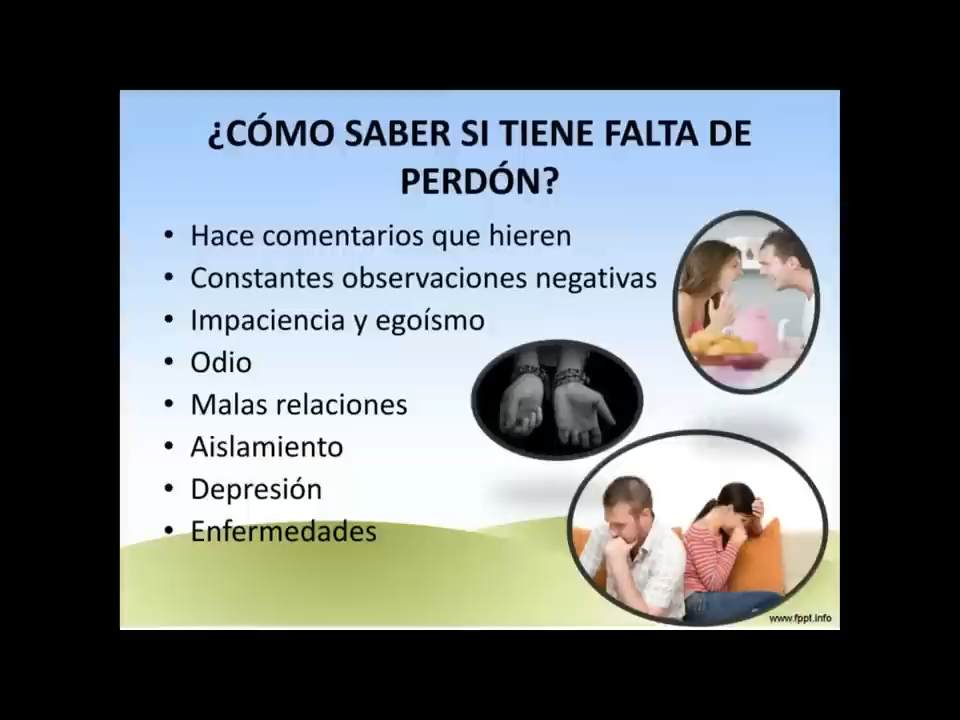 ¿CÓMO SABER SI TIENE FALTA DE
PERDÓN?
• Hace comentarios que hieren
• Constantes observaciones negativas
• Impaciencia y egoísmo
• Odio
• Malas relaciones
• Aislamiento
• Depresión
• Enfermedades
www.fppt.info